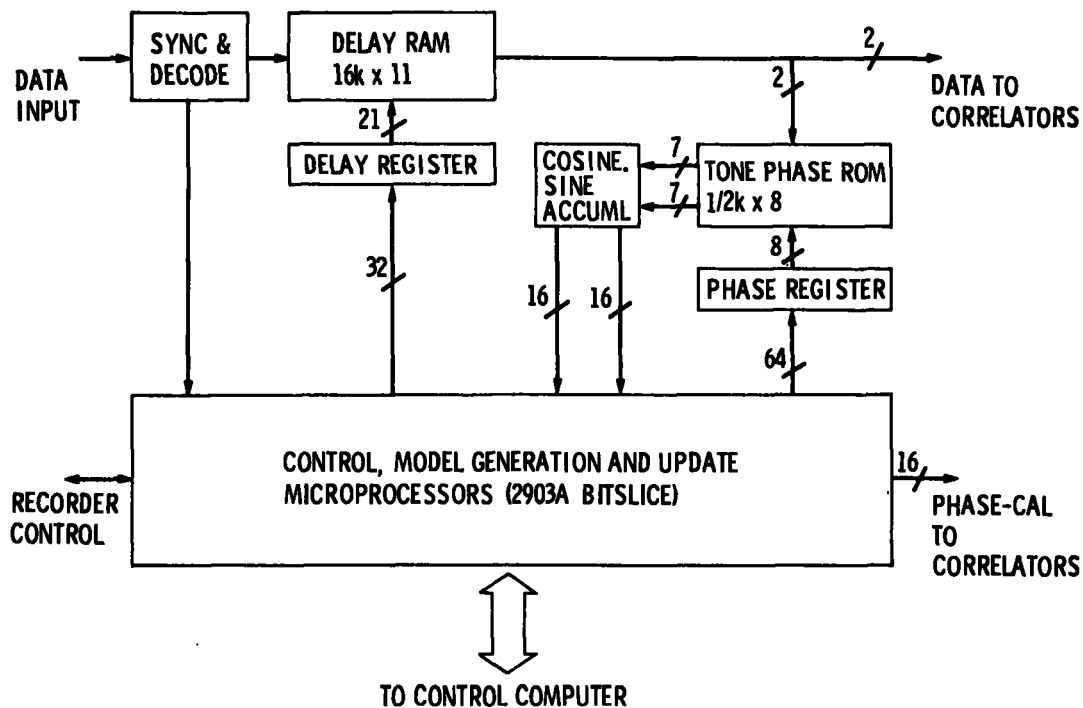 SYNC &
DECODE
DELAY RAM
16k x 11
2
DATA
INPUT
2
DATA TO
CORRELATORS
21
DELAY REGISTER
COSINE.
SINE
ACCUML
7
7
TONE PHASE ROM
1/2k x 8
8
PHASE REGISTER
32
16
16
64
CONTROL, MODEL GENERATION AND UPDATE
MICROPROCESSORS (2903A BITSLICE)
RECORDER
CONTROL
16
PHASE-CAL
TO
CORRELATORS
TO CONTROL COMPUTER